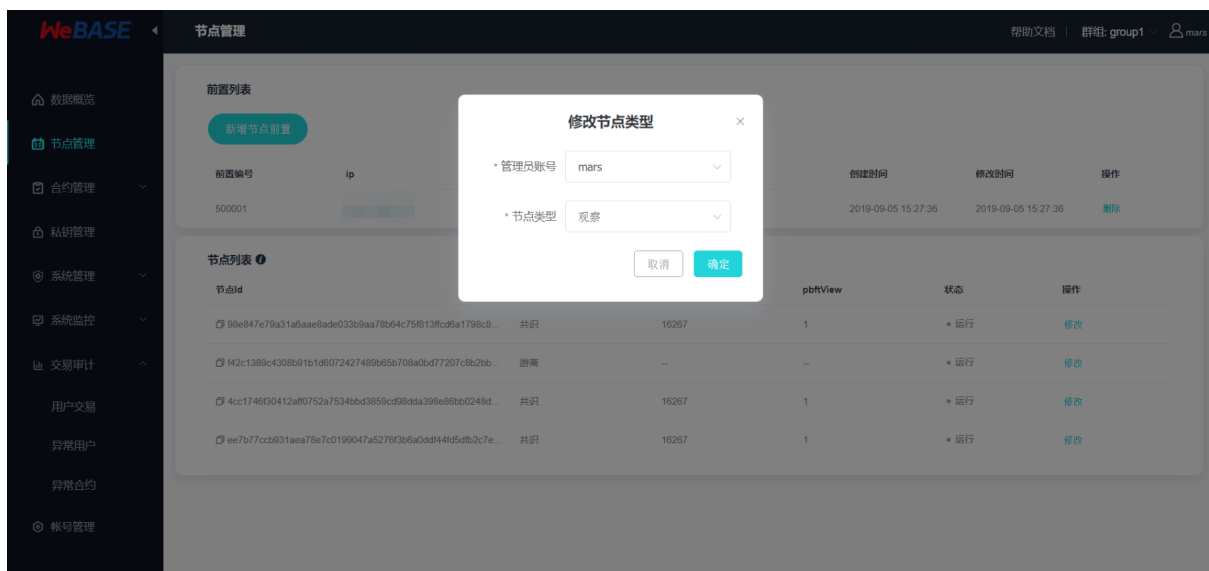 WeBASE
节点管理
帮助文档 | 群组: group1
mars
数据概览
节点管理
合约管理
私钥管理
系统管理
系统监控
交易审计
用户交易
异常用户
异常合约
帐号管理
前置列表
新增节点前置
前置编号 ip 创建时间 修改时间 操作
500001 2019-09-05 15:27:36 2019-09-05 15:27:36 删除
修改节点类型 ×
* 管理员账号 mars
* 节点类型 观察
取消 确定
节点列表
节点Id pbftView 状态 操作
98e847e79a31a6aae8ade033b9aa78b64c75f813ffcd6a1798c8... 共识 16267 1 运行 修改
f42c1389c4308b91b1d6072427489b65b708a0bd77207c8b2bb... 游离 -- -- 运行 修改
4cc1746f30412aff0752a7534bbd3859cd98dda398e86bb0248d... 共识 16267 1 运行 修改
ee7b77ccb931aea78e7c0199047a5276f3b6a0ddf44fd5dfb2c7e... 共识 16267 1 运行 修改